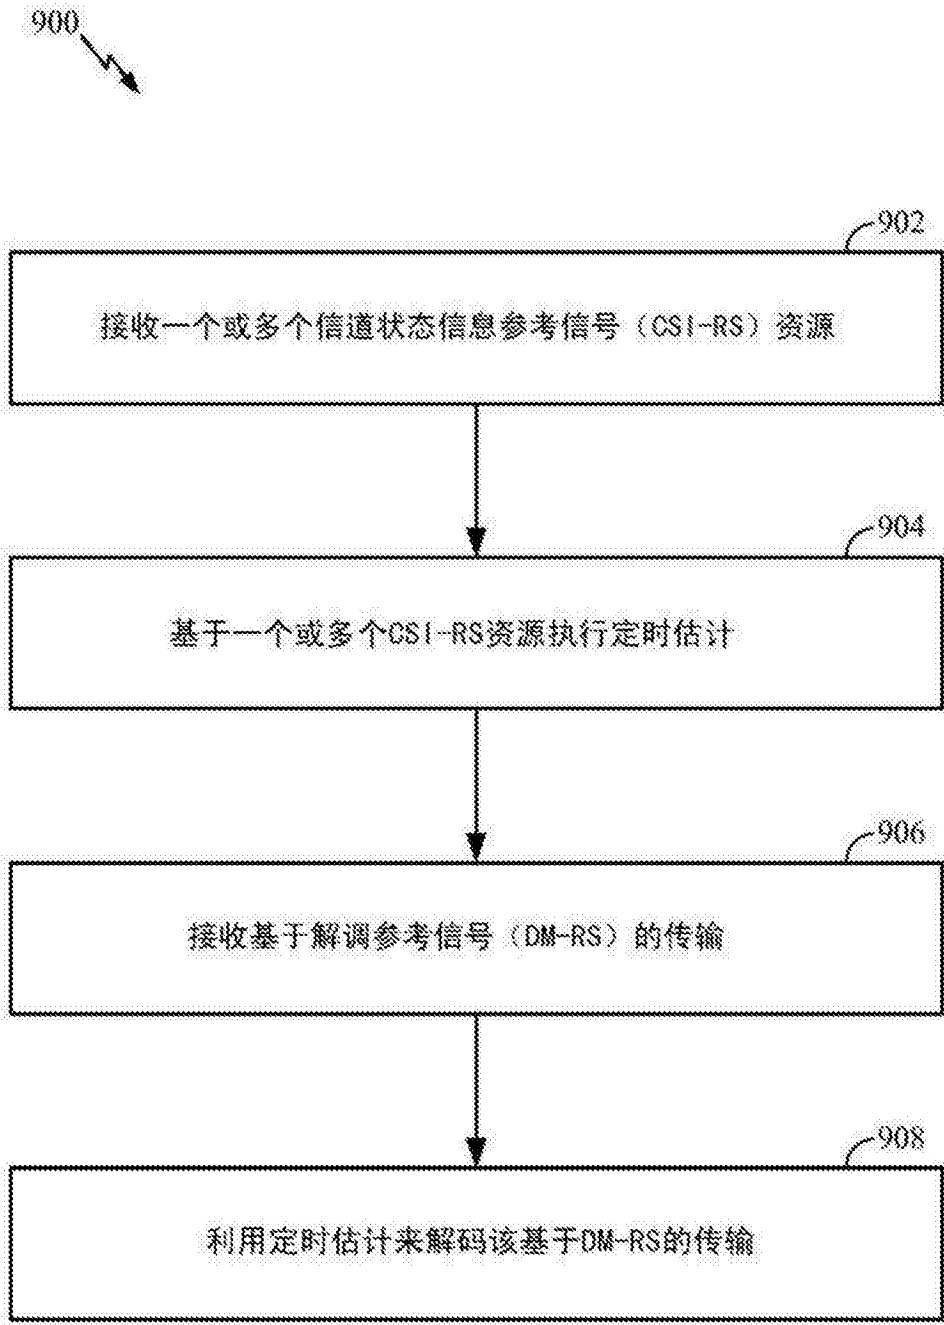 900
902
接收一个或多个信道状态信息参考信号（CSI-RS）资源
904
基于一个或多个CSI-RS资源执行定时估计
906
接收基于解调参考信号（DM-RS）的传输
908
利用定时估计来解码该基于DM-RS的传输